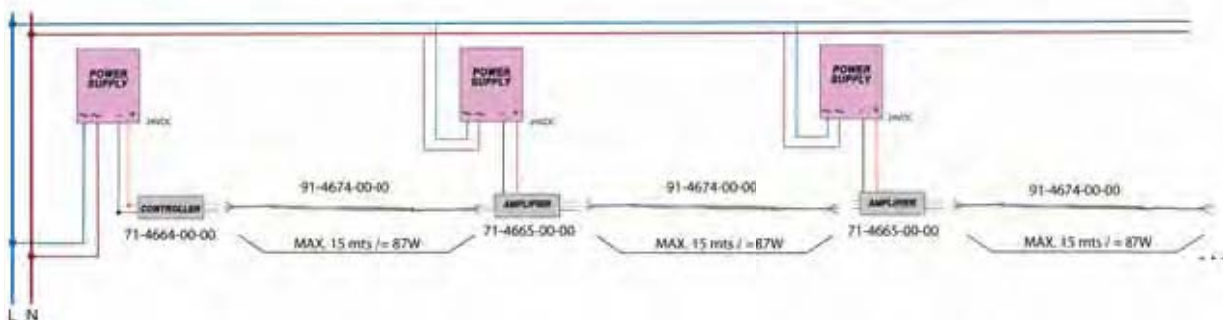 POWER
SUPPLY
24VDC
POWER
SUPPLY
24VDC
POWER
SUPPLY
24VDC
91-4674-00-00
91-4674-00-00
91-4674-00-00
CONTROLLER
AMPLIFIER
AMPLIFIER
71-4664-00-00
71-4665-00-00
71-4665-00-00
MAX. 15 mts / = 87W
MAX. 15 mts / = 87W
MAX. 15 mts / = 87W
L N